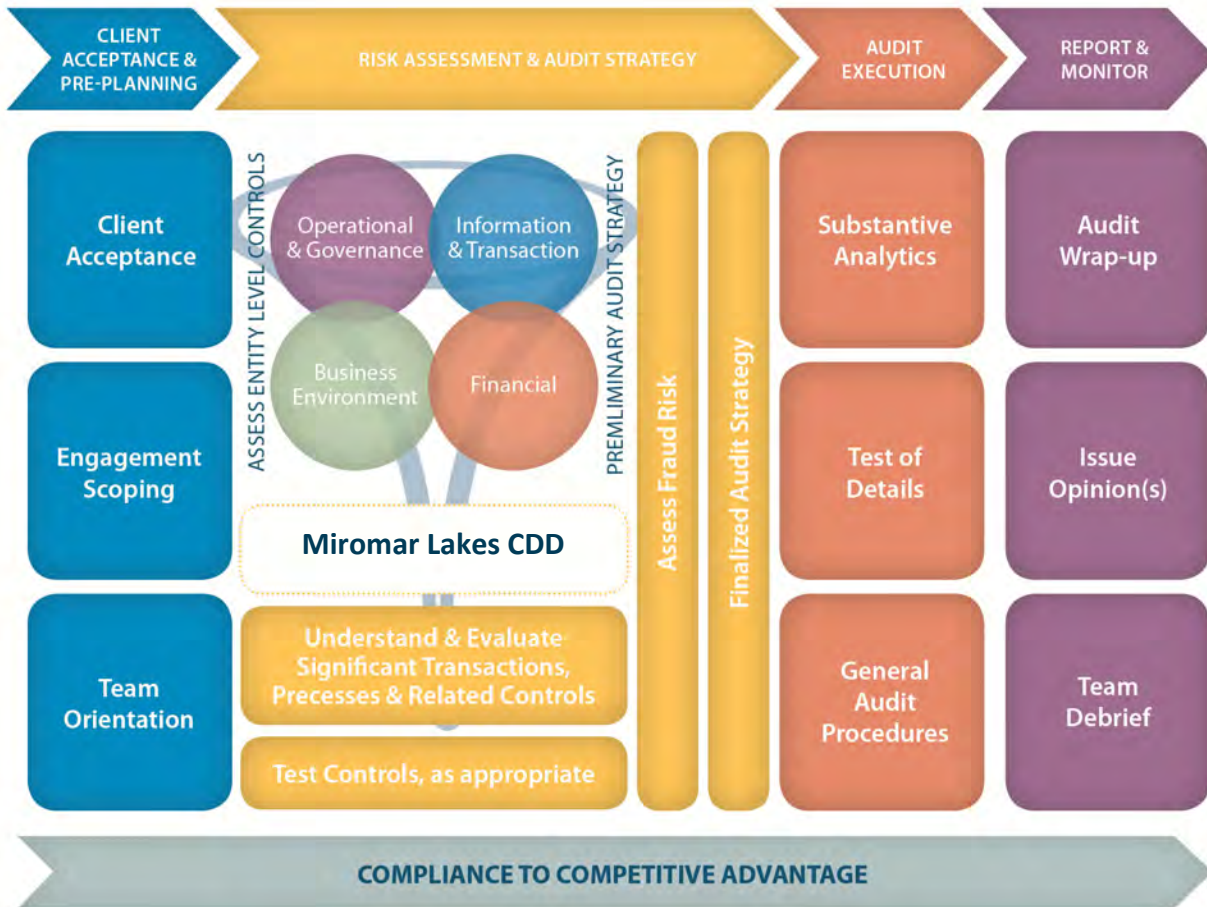 CLIENT
ACCEPTANCE &
PRE-PLANNING
RISK ASSESSMENT & AUDIT STRATEGY
AUDIT
EXECUTION
REPORT &
MONITOR
Client
Acceptance
Engagement
Scoping
Team
Orientation
ASSESS ENTITY LEVEL CONTROLS
Operational
& Governance
Information
& Transaction
Business
Environment
Financial
PREMLIMINARY AUDIT STRATEGY
Miromar Lakes CDD
Understand & Evaluate
Significant Transactions,
Precesses & Related Controls
Test Controls, as appropriate
Assess Fraud Risk
Finalized Audit Strategy
Substantive
Analytics
Test of
Details
General
Audit
Procedures
Audit
Wrap-up
Issue
Opinion(s)
Team
Debrief
COMPLIANCE TO COMPETITIVE ADVANTAGE